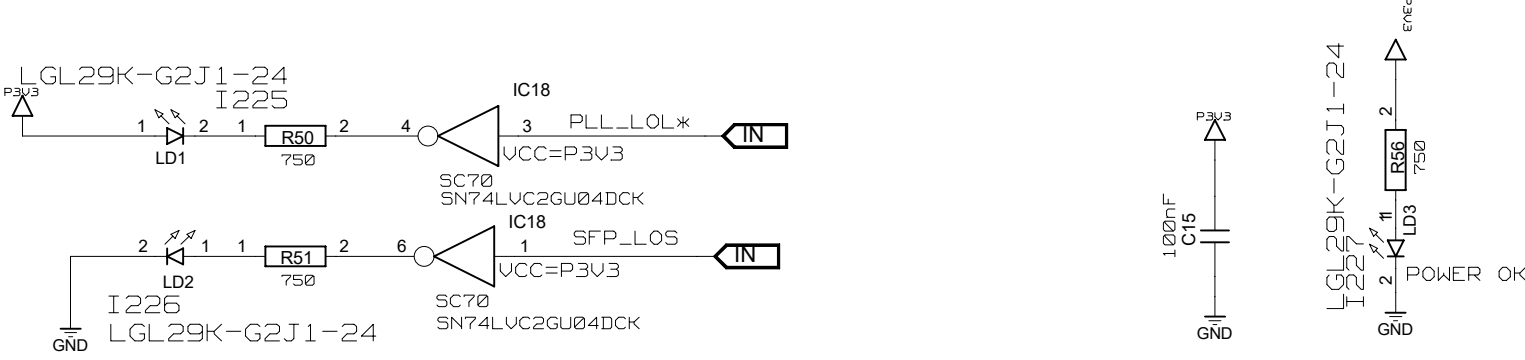 LGL29K-G2J1-24
I225
P3V3
1 2 1 R50 2 4 IC18 3 PLL_LOL* IN
LD1
750
VCC=P3V3
SC70
SN74LVC2GU04DCK
IC18
2 1 1 R51 2 6 1 SFP_LOS IN
LD2
750
VCC=P3V3
I226
LGL29K-G2J1-24
SC70
SN74LVC2GU04DCK
GND
P3V3
100nF
C15
GND
P3V3
LGL29K-G2J1-24
I227
2
R56
750
11
LD3
2
POWER OK
GND